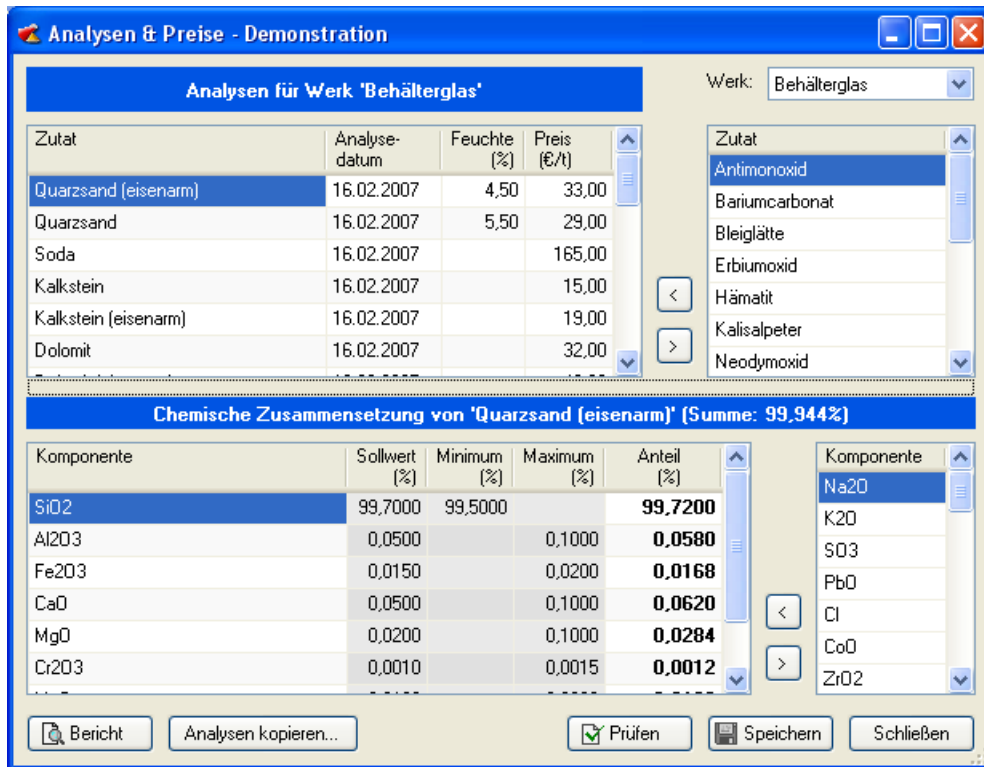 Analysen & Preise - Demonstration
Analysen für Werk 'Behälterglas'
Werk: Behälterglas
Zutat Analyse-datum Feuchte (%) Preis (€/t)
Quarzsand (eisenarm) 16.02.2007 4,50 33,00
Quarzsand 16.02.2007 5,50 29,00
Soda 16.02.2007 165,00
Kalkstein 16.02.2007 15,00
Kalkstein (eisenarm) 16.02.2007 19,00
Dolomit 16.02.2007 32,00
Zutat
Antimonoxid
Bariumcarbonat
Bleiglätte
Erbiumoxid
Hämatit
Kalisalpeter
Neodymoxid
<
>
Chemische Zusammensetzung von 'Quarzsand (eisenarm)' (Summe: 99,944%)
Komponente Sollwert (%) Minimum (%) Maximum (%) Anteil (%)
SiO2 99,7000 99,5000 99,7200
Al2O3 0,0500 0,1000 0,0580
Fe2O3 0,0150 0,0200 0,0168
CaO 0,0500 0,1000 0,0620
MgO 0,0200 0,1000 0,0284
Cr2O3 0,0010 0,0015 0,0012
Komponente
Na2O
K2O
SO3
PbO
Cl
CoO
ZrO2
<
>
Bericht
Analysen kopieren...
Prüfen
Speichern
Schließen